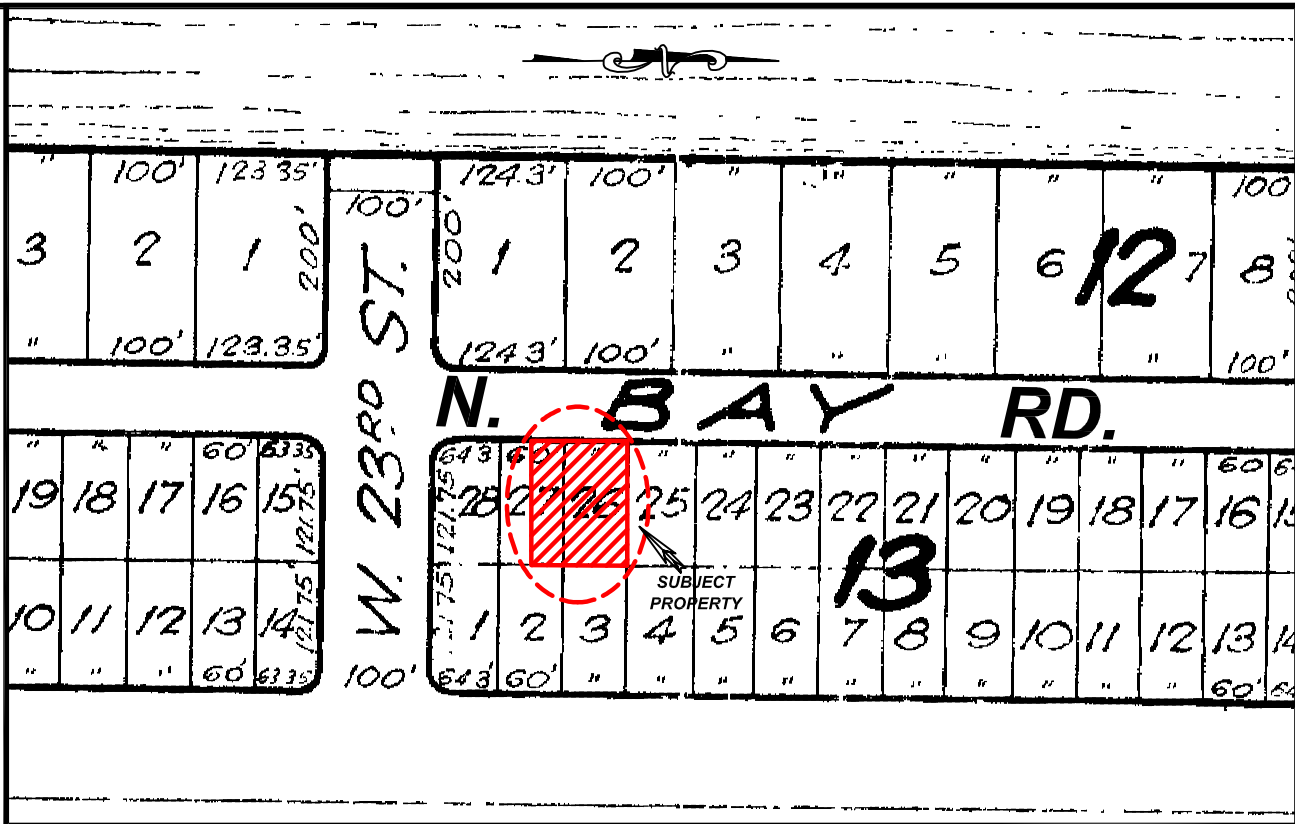 N
" 100' 123.35' 124.3' 100' " " " " " 100
3 2 1 200' 100' 200' 1 2 3 4 5 6 12 7 8
" 100' 123.35' 124.3' 100' " " " " 100'
N. BAY RD.
W. 23RD ST.
" " " 60' 63.35 64.3 60' " " " " " " " " " 60
19 18 17 16 15 121.75' 121.75' 28 27 26 25 24 23 22 21 20 19 18 17 16 15
13
SUBJECT
PROPERTY
10 11 12 13 14 121.75' 1 2 3 4 5 6 7 8 9 10 11 12 13 14
" " " 60' 63.35' 100' 64.3' 60' " " " " " " " " " " 60'